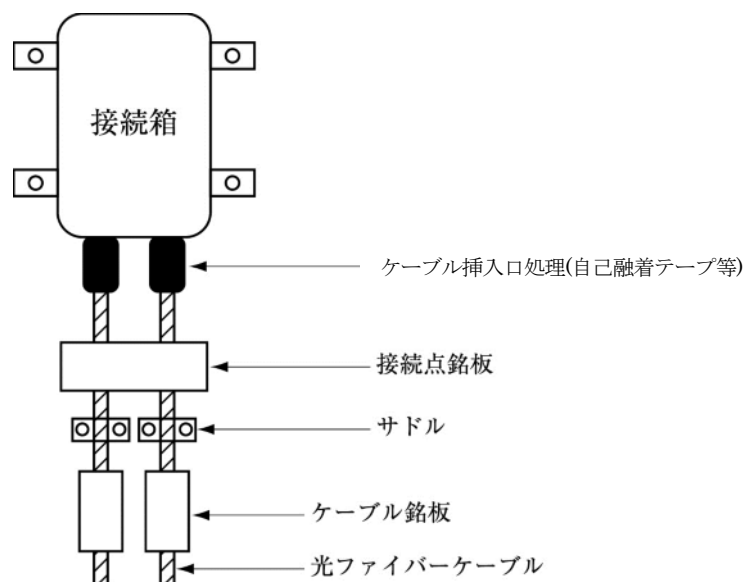 接続箱
ケーブル挿入口処理(自己融着テープ等)
接続点銘板
サドル
ケーブル銘板
光ファイバーケーブル